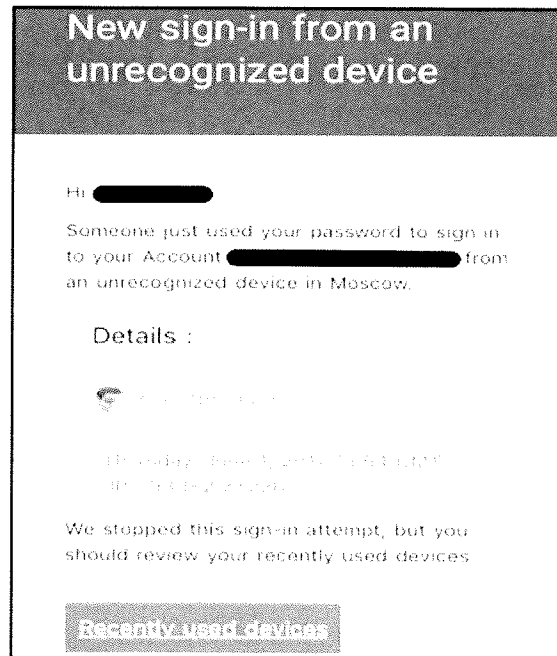 New sign-in from an
unrecognized device
Hi
Someone just used your password to sign in
to your Account from
an unrecognized device in Moscow.
Details :
We stopped this sign-in attempt, but you
should review your recently used devices
Recently used devices